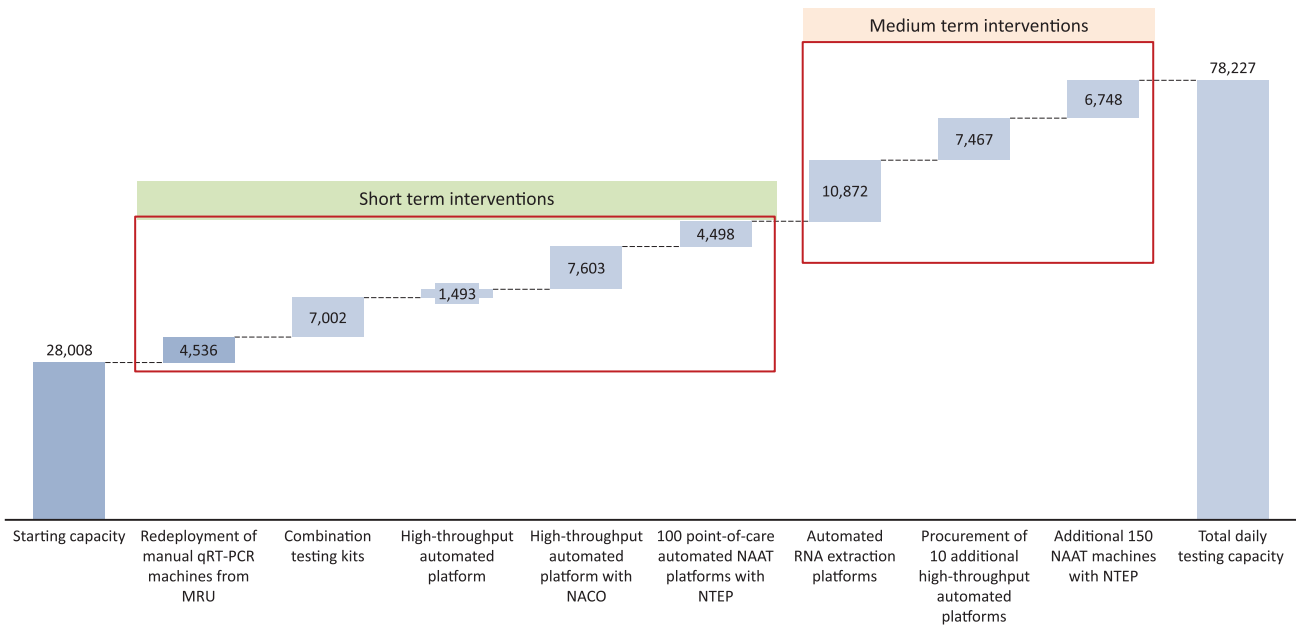 Medium term interventions
78,227
6,748
7,467
10,872
Short term interventions
4,498
7,603
1,493
7,002
4,536
28,008
Starting capacity
Redeployment of
manual qRT-PCR
machines from
MRU
Combination
testing kits
High-throughput
automated
platform
High-throughput
automated
platform with
NACO
100 point-of-care
automated NAAT
platforms with
NTEP
Automated
RNA extraction
platforms
Procurement of
10 additional
high-throughput
automated
platforms
Additional 150
NAAT machines
with NTEP
Total daily
testing capacity